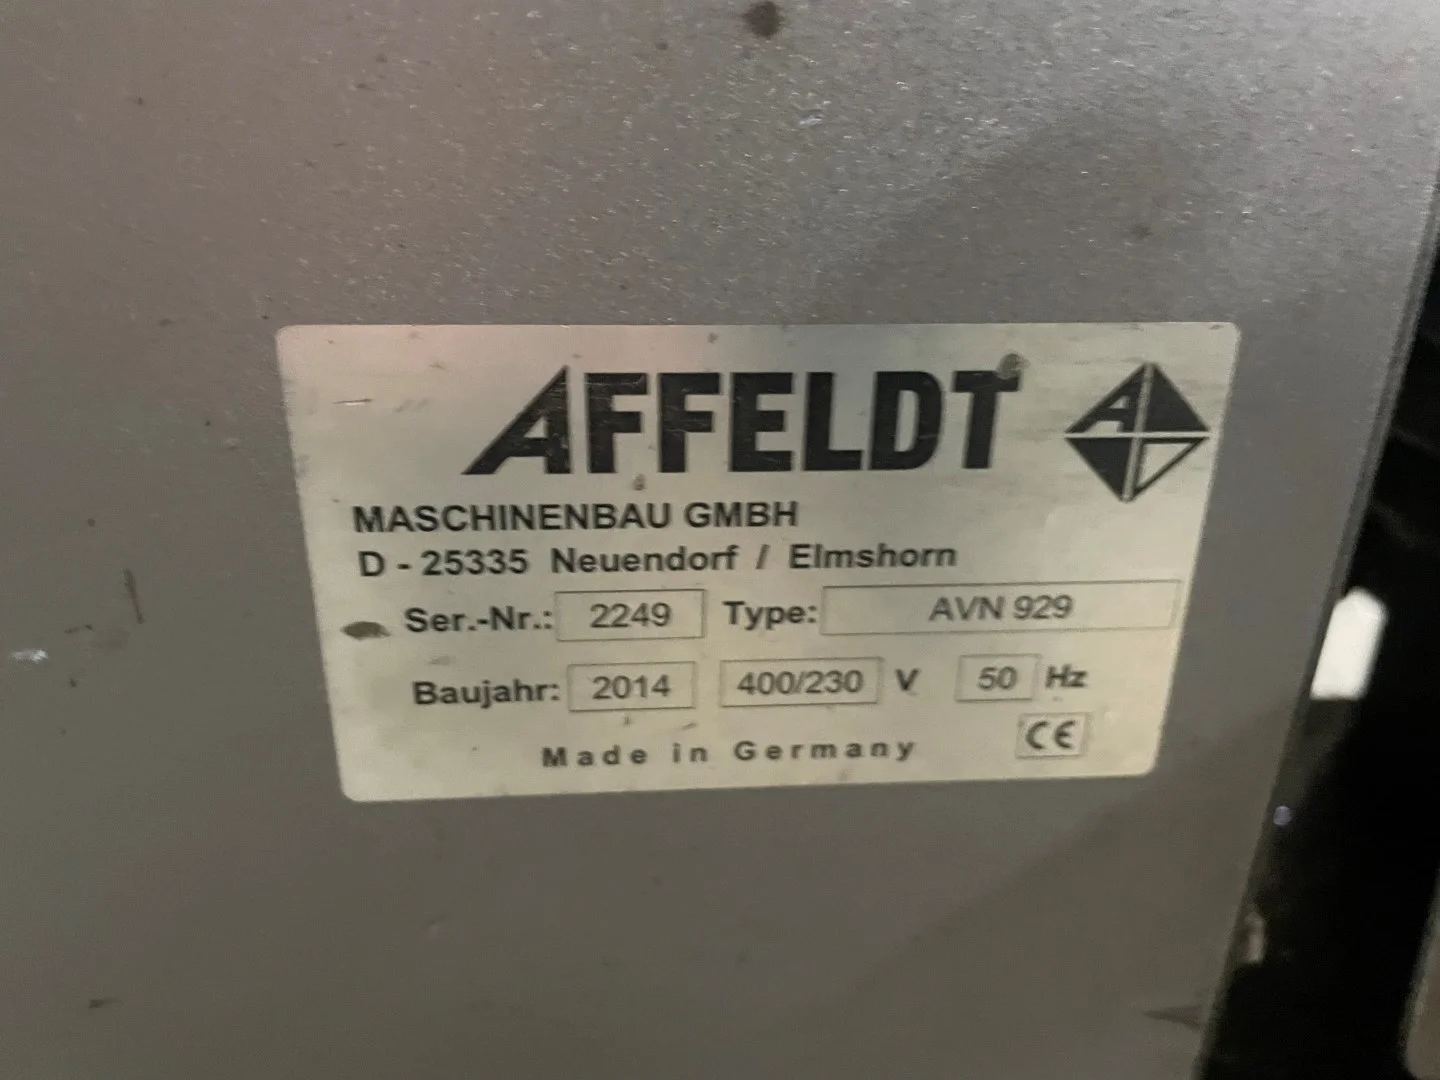 AFFELDT®
MASCHINENBAU GMBH
D - 25335 Neuendorf / Elmshorn
Ser.-Nr.: 2249 Type: AVN 929
Baujahr: 2014 400/230 V 50 Hz
Made in Germany CE